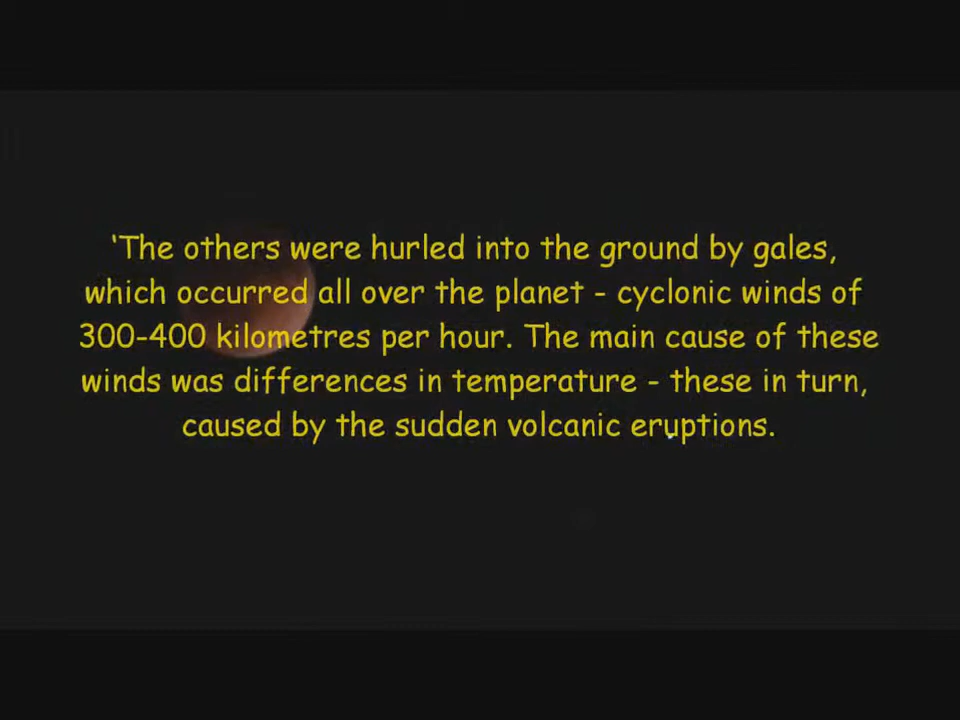 ‘The others were hurled into the ground by gales,
which occurred all over the planet - cyclonic winds of
300-400 kilometres per hour. The main cause of these
winds was differences in temperature - these in turn,
caused by the sudden volcanic eruptions.